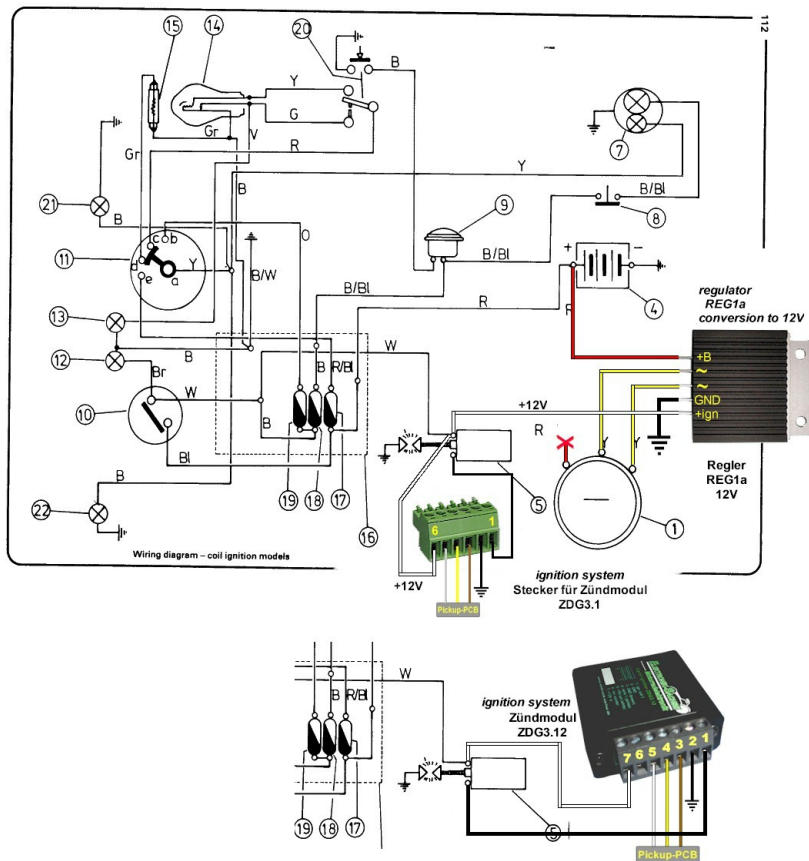 112
15
14
20
B
Y
G
Gr
V
R
Gr
7
Y
21
B
B
9
B/Bl
8
c b
11
d
Y
a
e
O
B/W
B/Bl
B/Bl
+
−
4
R
R
regulator
REG1a
conversion to 12V
13
12
B
Br
W
W
B
R/Bl
10
B
+B
~
~
GND
+ign
+12V
R
Y
Y
Bl
19
18
17
5
Regler
REG1a
12V
B
22
16
6
1
1
Wiring diagram – coil ignition models
+12V
Pickup-PCB
ignition system
Stecker für Zündmodul
ZDG3.1
W
B
R/Bl
ignition system
Zündmodul
ZDG3.12
7 6 5 4 3 2 1
19
18
17
5
Pickup-PCB